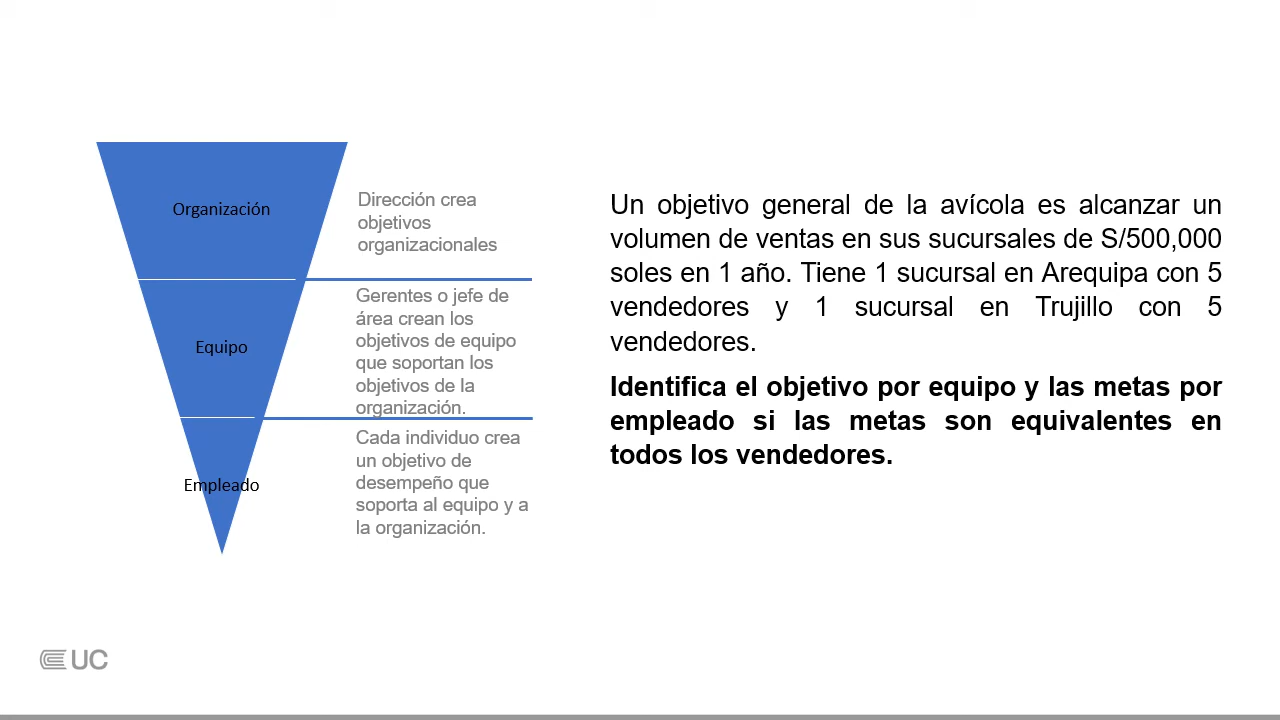 Organización
Dirección crea
objetivos
organizacionales
Equipo
Gerentes o jefe de
área crean los
objetivos de equipo
que soportan los
objetivos de la
organización.
Empleado
Cada individuo crea
un objetivo de
desempeño que
soporta al equipo y a
la organización.
Un objetivo general de la avícola es alcanzar un
volumen de ventas en sus sucursales de S/500,000
soles en 1 año. Tiene 1 sucursal en Arequipa con 5
vendedores y 1 sucursal en Trujillo con 5
vendedores.
Identifica el objetivo por equipo y las metas por
empleado si las metas son equivalentes en
todos los vendedores.
UC